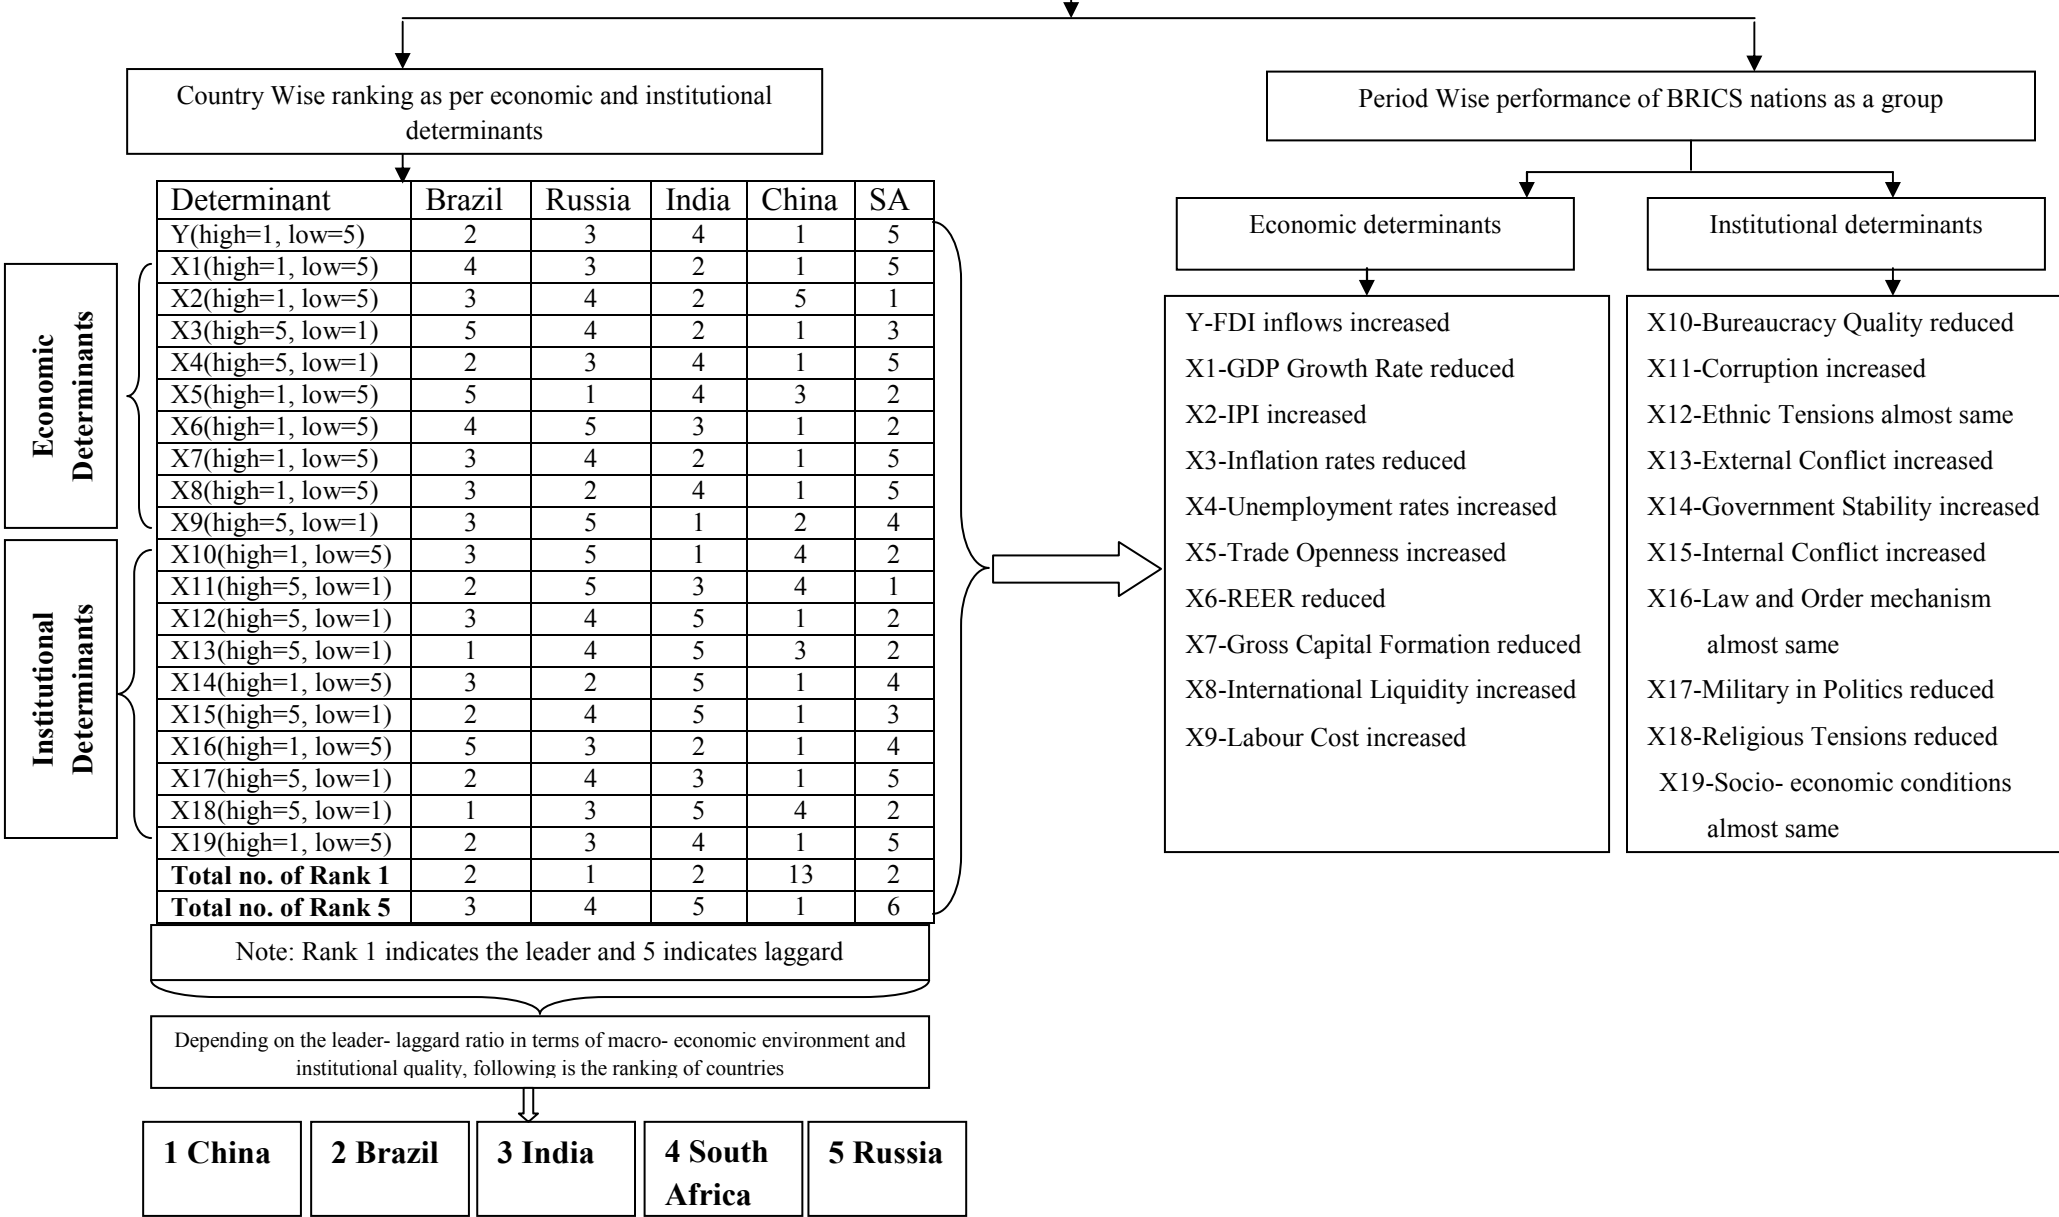 Country Wise ranking as per economic and institutional
determinants
Economic
Determinants
Institutional
Determinants
Determinant Brazil Russia India China SA
Y(high=1, low=5) 2 3 4 1 5
X1(high=1, low=5) 4 3 2 1 5
X2(high=1, low=5) 3 4 2 5 1
X3(high=5, low=1) 5 4 2 1 3
X4(high=5, low=1) 2 3 4 1 5
X5(high=1, low=5) 5 1 4 3 2
X6(high=1, low=5) 4 5 3 1 2
X7(high=1, low=5) 3 4 2 1 5
X8(high=1, low=5) 3 2 4 1 5
X9(high=5, low=1) 3 5 1 2 4
X10(high=1, low=5) 3 5 1 4 2
X11(high=5, low=1) 2 5 3 4 1
X12(high=5, low=1) 3 4 5 1 2
X13(high=5, low=1) 1 4 5 3 2
X14(high=1, low=5) 3 2 5 1 4
X15(high=5, low=1) 2 4 5 1 3
X16(high=1, low=5) 5 3 2 1 4
X17(high=5, low=1) 2 4 3 1 5
X18(high=5, low=1) 1 3 5 4 2
X19(high=1, low=5) 2 3 4 1 5
Total no. of Rank 1 2 1 2 13 2
Total no. of Rank 5 3 4 5 1 6
Note: Rank 1 indicates the leader and 5 indicates laggard
Depending on the leader- laggard ratio in terms of macro- economic environment and
institutional quality, following is the ranking of countries
1 China
2 Brazil
3 India
4 South
Africa
5 Russia
Period Wise performance of BRICS nations as a group
Economic determinants
Y-FDI inflows increased
X1-GDP Growth Rate reduced
X2-IPI increased
X3-Inflation rates reduced
X4-Unemployment rates increased
X5-Trade Openness increased
X6-REER reduced
X7-Gross Capital Formation reduced
X8-International Liquidity increased
X9-Labour Cost increased
Institutional determinants
X10-Bureaucracy Quality reduced
X11-Corruption increased
X12-Ethnic Tensions almost same
X13-External Conflict increased
X14-Government Stability increased
X15-Internal Conflict increased
X16-Law and Order mechanism
almost same
X17-Military in Politics reduced
X18-Religious Tensions reduced
X19-Socio- economic conditions
almost same